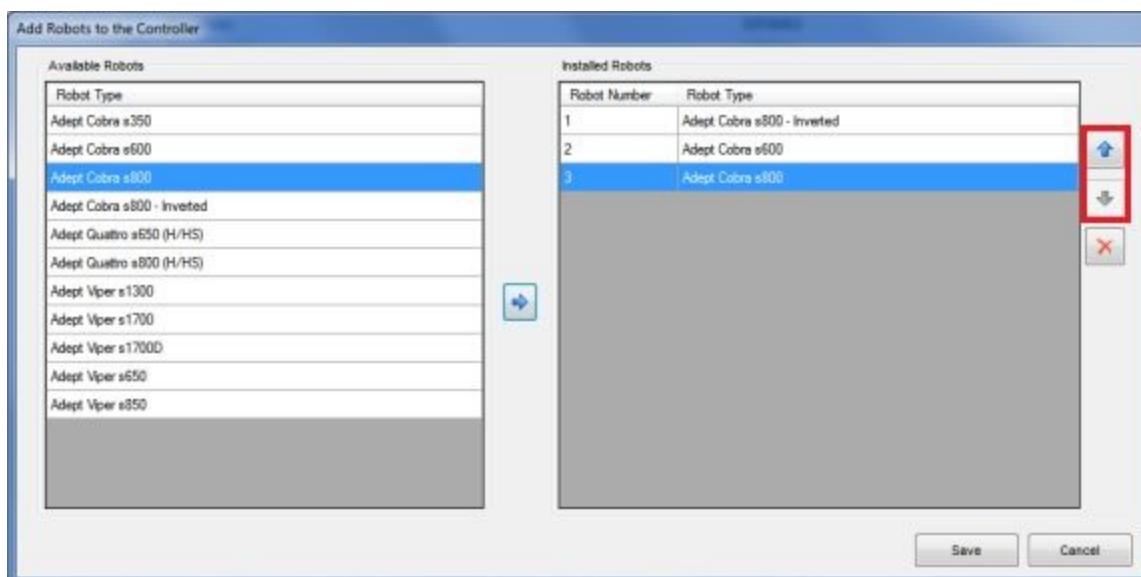 Add Robots to the Controller
Available Robots
Robot Type
Adept Cobra s350
Adept Cobra s600
Adept Cobra s800
Adept Cobra s800 - Inverted
Adept Quattro s650 (H/HS)
Adept Quattro s800 (H/HS)
Adept Viper s1300
Adept Viper s1700
Adept Viper s1700D
Adept Viper s650
Adept Viper s850
Installed Robots
Robot Number Robot Type
1 Adept Cobra s800 - Inverted
2 Adept Cobra s600
3 Adept Cobra s800
Save Cancel